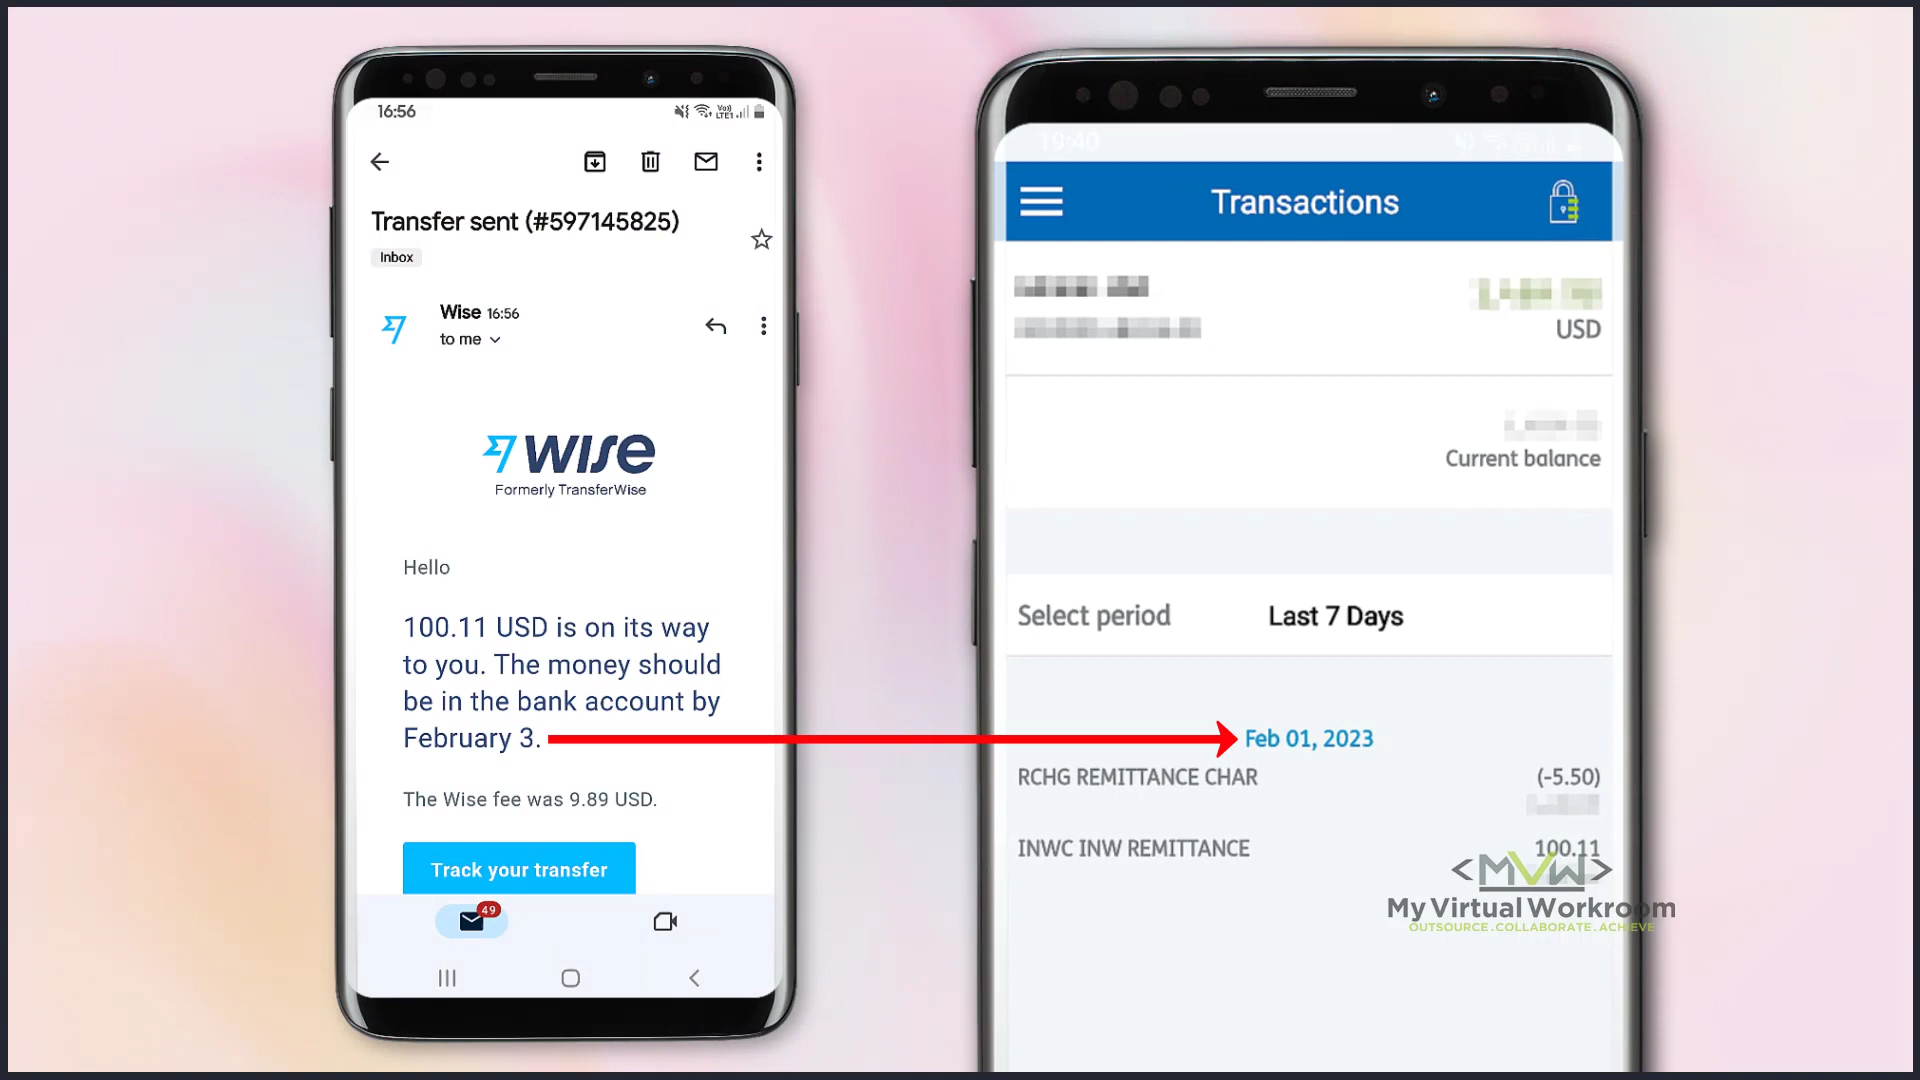 16:56
Transfer sent (#597145825)
Inbox
Wise 16:56
to me
wise
Formerly TransferWise
Hello
100.11 USD is on its way
to you. The money should
be in the bank account by
February 3.
The Wise fee was 9.89 USD.
Track your transfer
49
19:40
Transactions
USD
Current balance
Select period Last 7 Days
Feb 01, 2023
RCHG REMITTANCE CHAR (-5.50)
INWC INW REMITTANCE 100.11
<MVW>
My Virtual Workroom
OUTSOURCE.COLLABORATE.ACHIEVE